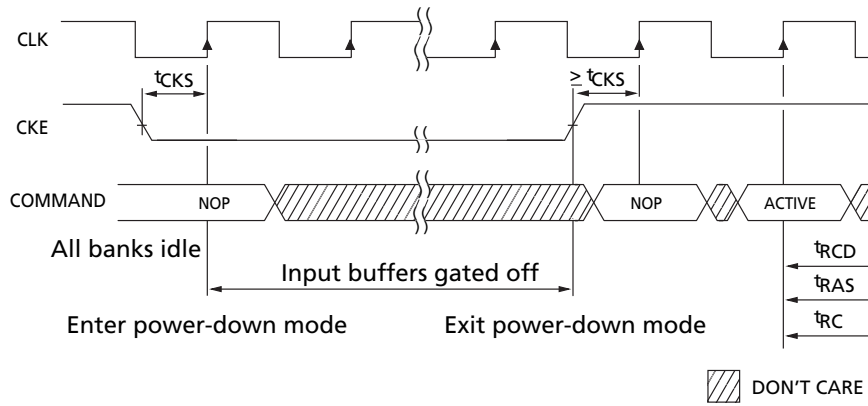 CLK
tCKS
≥ tCKS
CKE
COMMAND
NOP
NOP
ACTIVE
All banks idle
tRCD
Input buffers gated off
tRAS
Enter power-down mode
Exit power-down mode
tRC
DON'T CARE